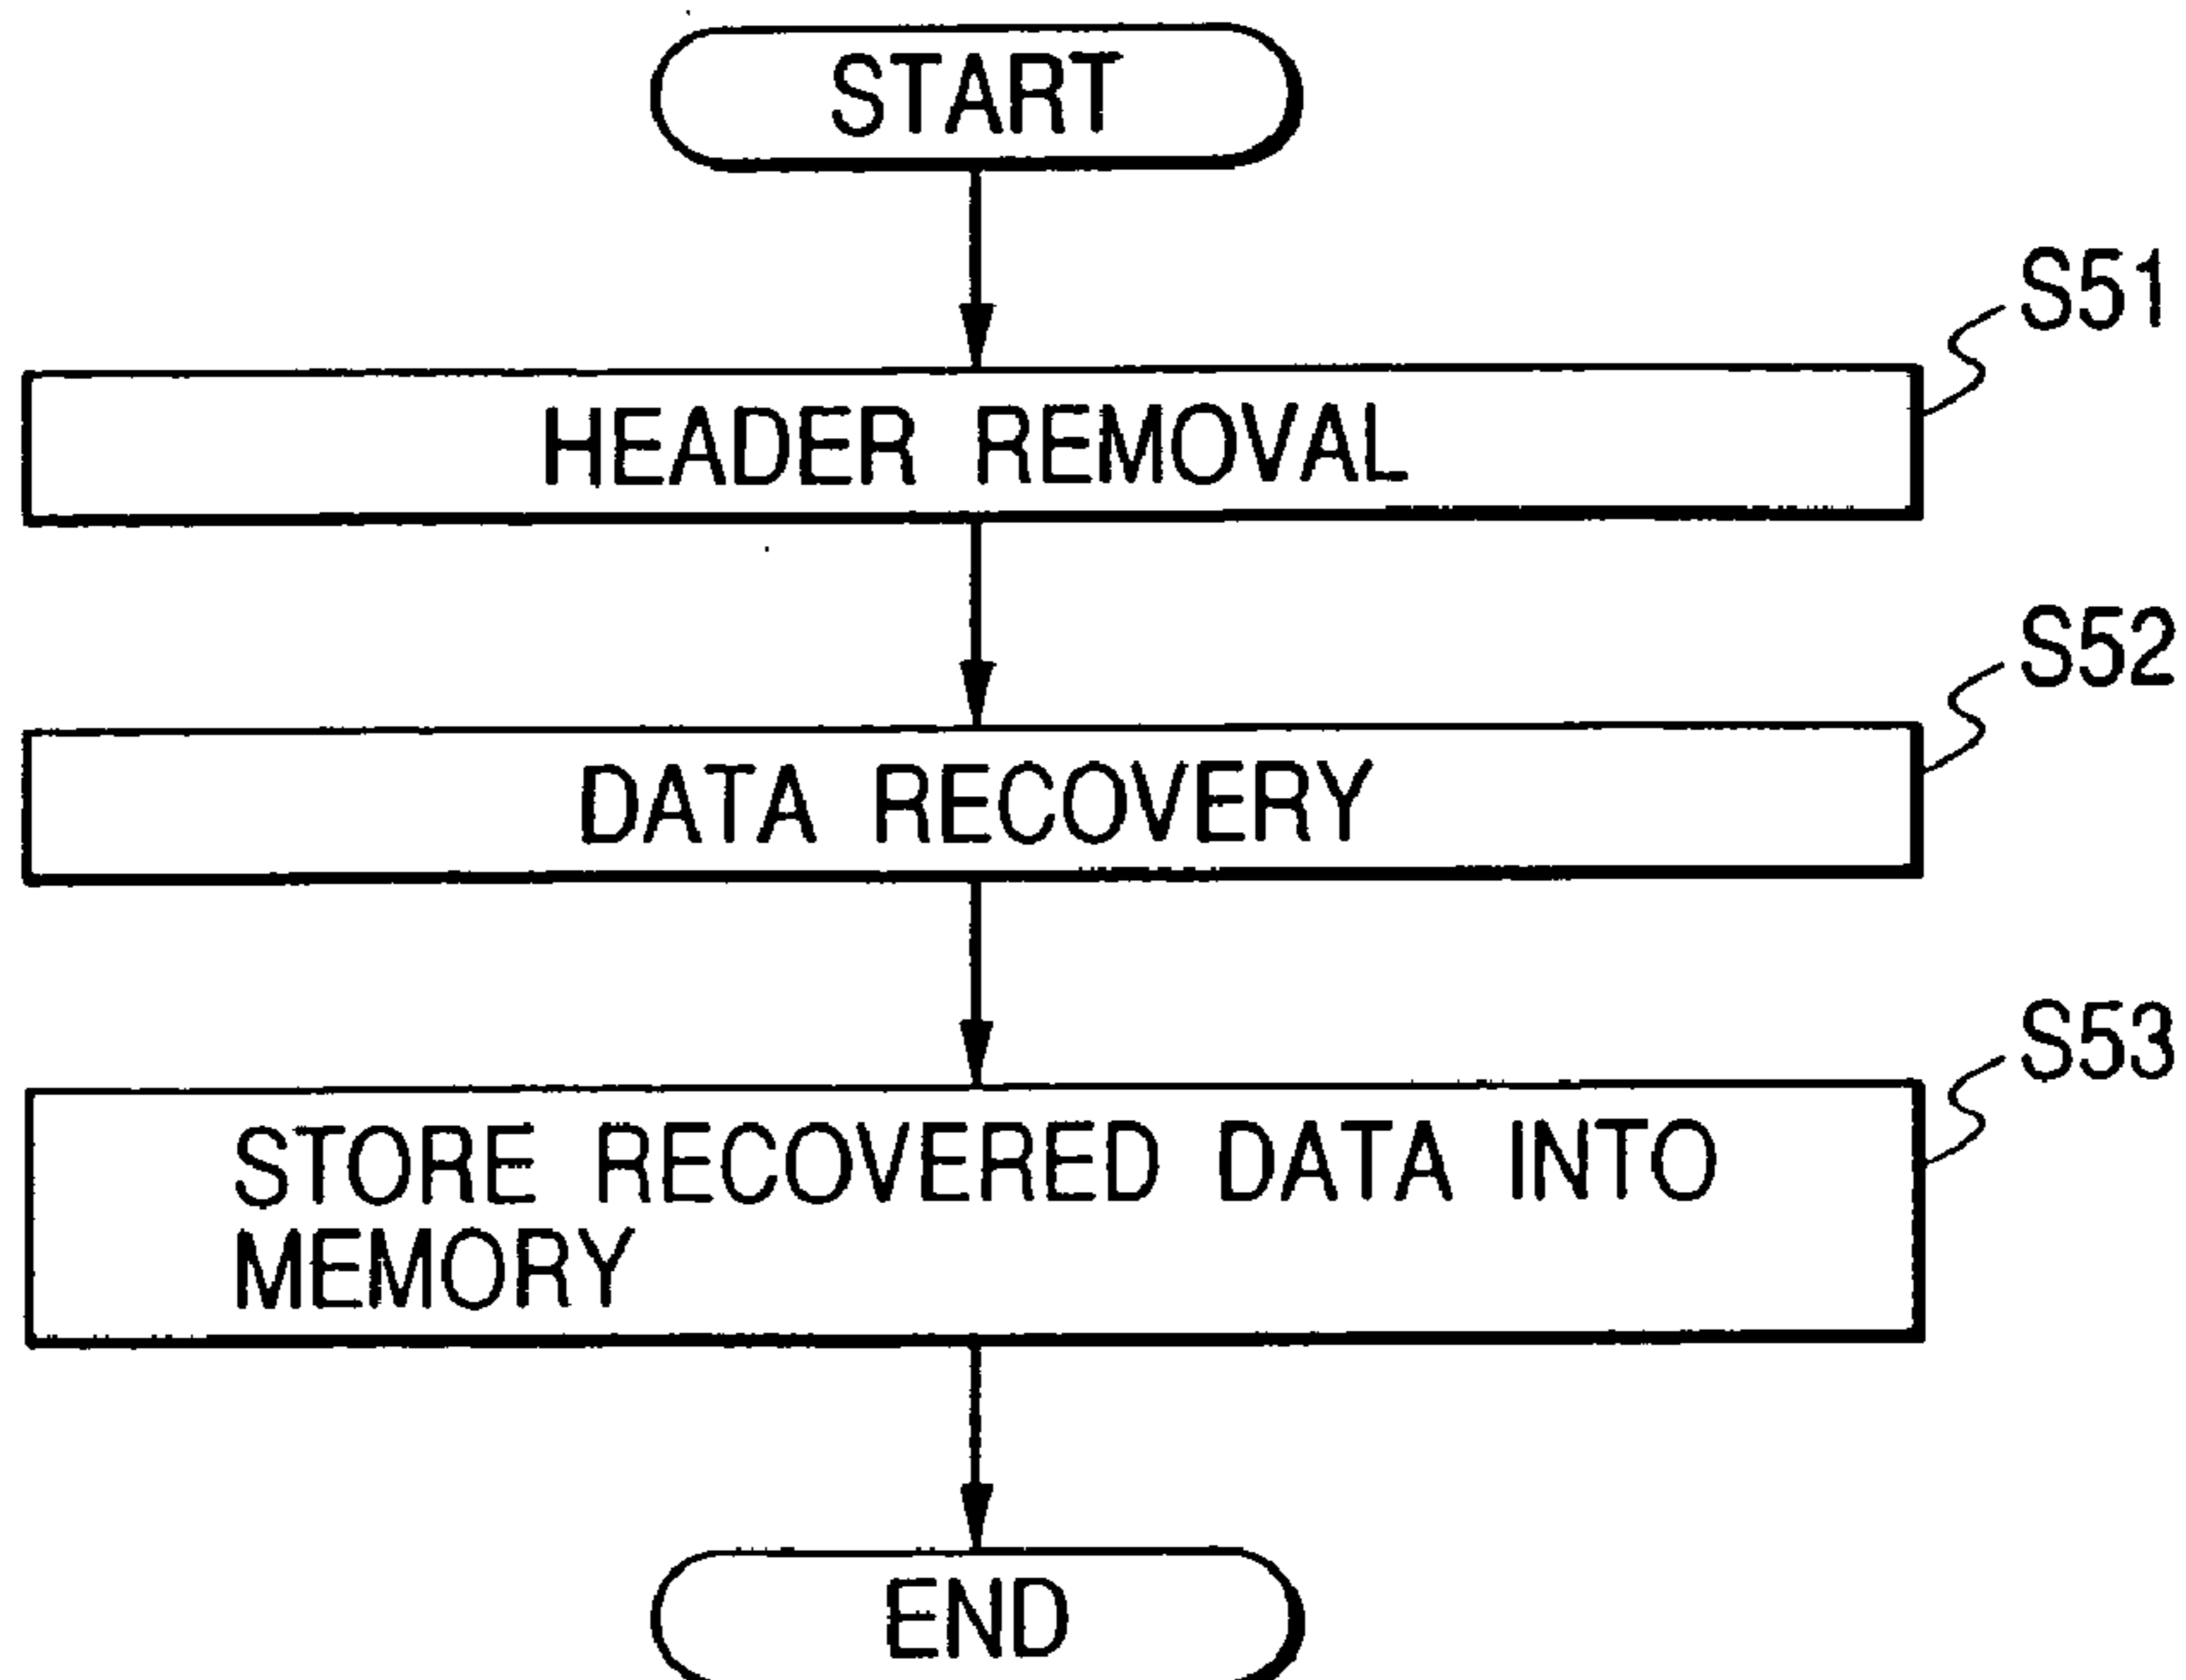 START
S51
HEADER REMOVAL
S52
DATA RECOVERY
S53
STORE RECOVERED DATA INTO
MEMORY
END